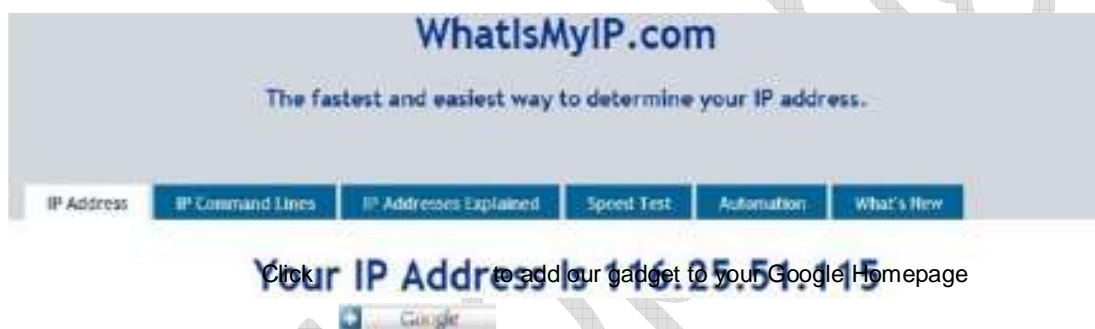 WhatIsMyIP.com
The fastest and easiest way to determine your IP address.
IP Address IP Command Lines IP Addresses Explained Speed Test Automation What's New
Your IP Address Is 116.25.51.115
Click to add our gadget to your Google Homepage
Google